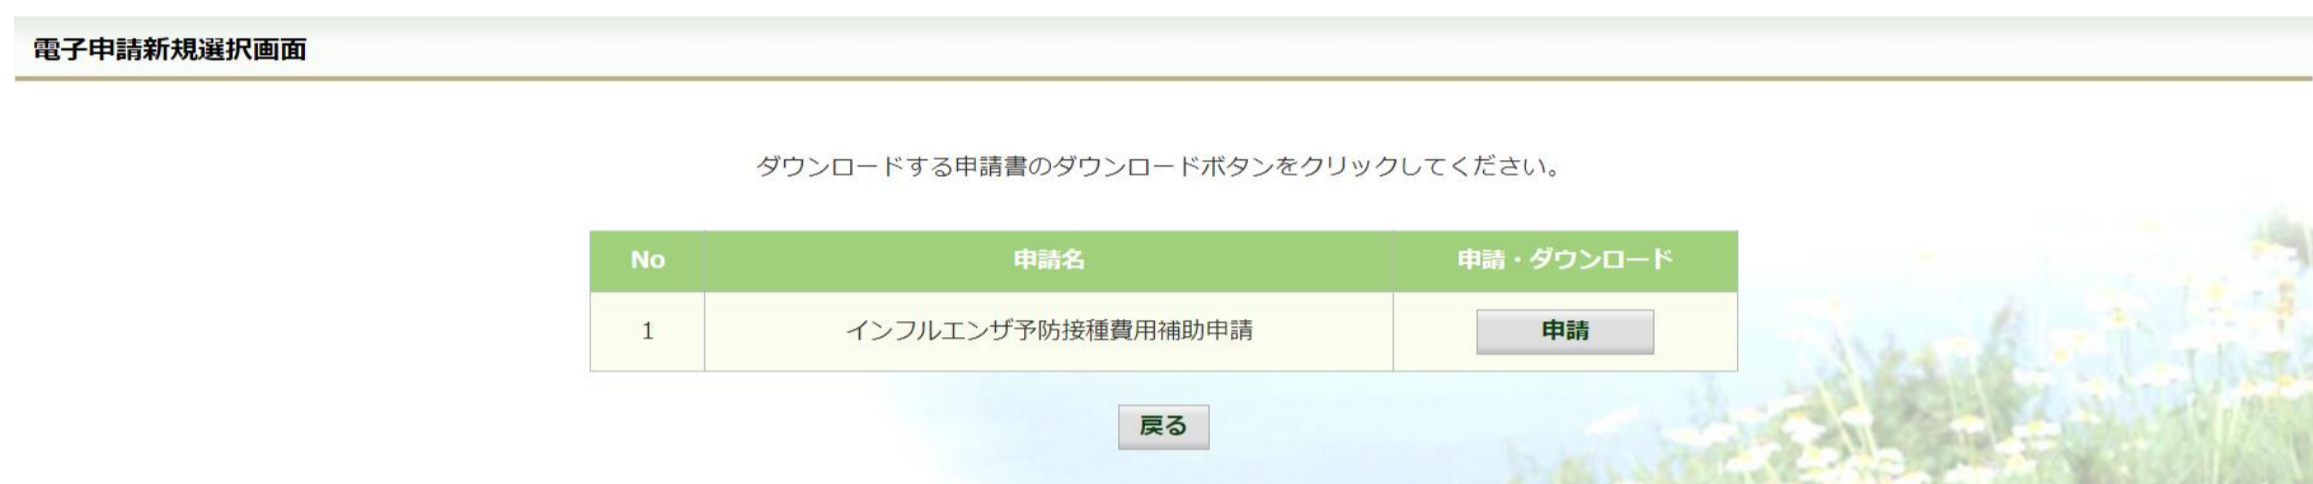 電子申請新規選択画面
ダウンロードする申請書のダウンロードボタンをクリックしてください。
No 申請名 申請・ダウンロード
1 インフルエンザ予防接種費用補助申請 申請
戻る